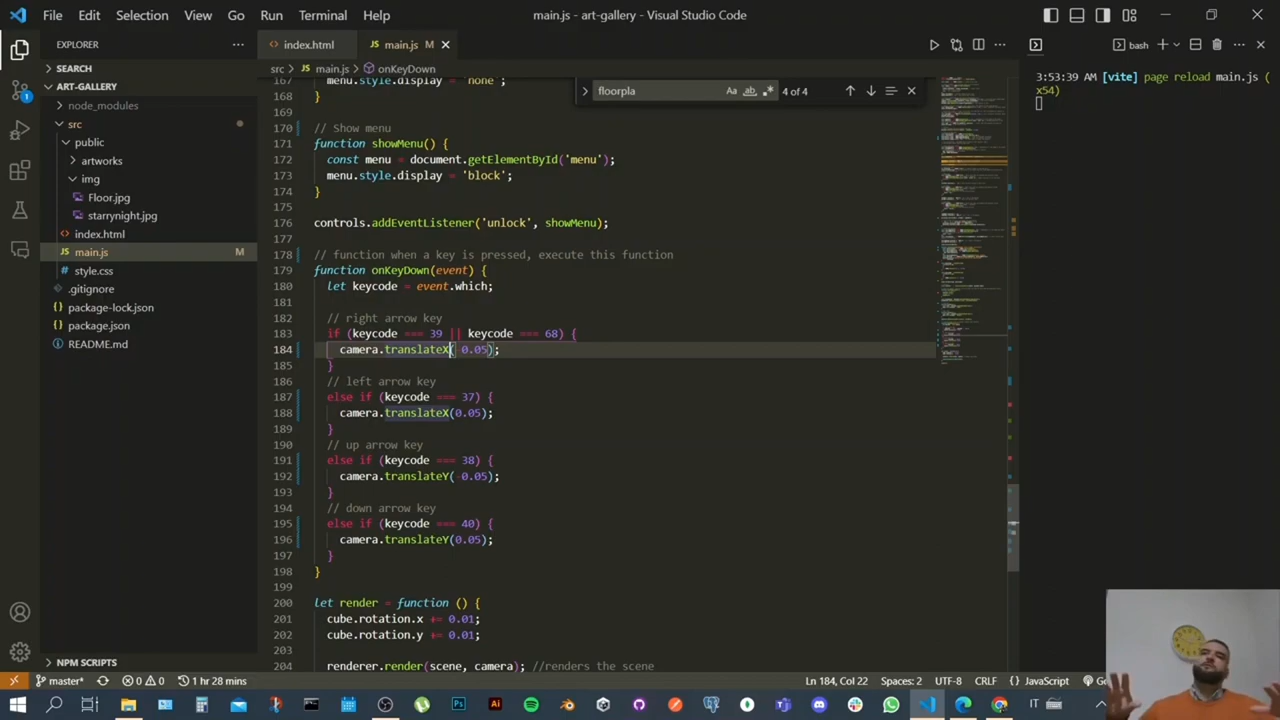 File Edit Selection View Go Run Terminal Help
main.js - art-gallery - Visual Studio Code
EXPLORER
SEARCH
ART-GALLERY
node_modules
src
public
artworks
img
Floor.jpg
starrynight.jpg
index.html
main.js M
style.css
.gitignore
package-lock.json
package.json
README.md
NPM SCRIPTS
index.html
main.js M
src > main.js > onKeyDown
floorpla
Aa ab .*
4 of 4
167 menu.style.display = 'none';
168 }
169
170 // Show menu
171 function showMenu() {
172 const menu = document.getElementById('menu');
173 menu.style.display = 'block';
174 }
175
176 controls.addEventListener('unlock', showMenu);
177
178 // function when a key is pressed, execute this function
179 function onKeyDown(event) {
180 let keycode = event.which;
181
182 // right arrow key
183 if (keycode === 39 || keycode === 68) {
184 camera.translateX(-0.05);
185 }
186 // left arrow key
187 else if (keycode === 37) {
188 camera.translateX(0.05);
189 }
190 // up arrow key
191 else if (keycode === 38) {
192 camera.translateY(-0.05);
193 }
194 // down arrow key
195 else if (keycode === 40) {
196 camera.translateY(0.05);
197 }
198 }
199
200 let render = function () {
201 cube.rotation.x += 0.01;
202 cube.rotation.y += 0.01;
203
204 renderer.render(scene, camera); //renders the scene
bash
3:53:39 AM [vite] page reload main.js (
x54)
master*
0 0
1 hr 28 mins
Ln 184, Col 22
Spaces: 2
UTF-8
CRLF
JavaScript
IT